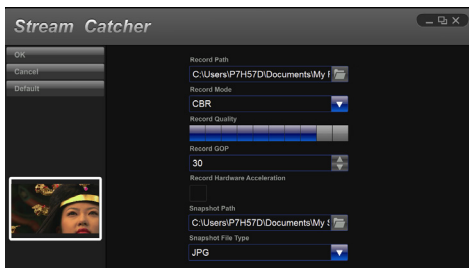 Stream Catcher
OK
Cancel
Default
Record Path
C:\Users\P7H57D\Documents\My F
Record Mode
CBR
Record Quality
Record GOP
30
Record Hardware Acceleration
Snapshot Path
C:\Users\P7H57D\Documents\My S
Snapshot File Type
JPG